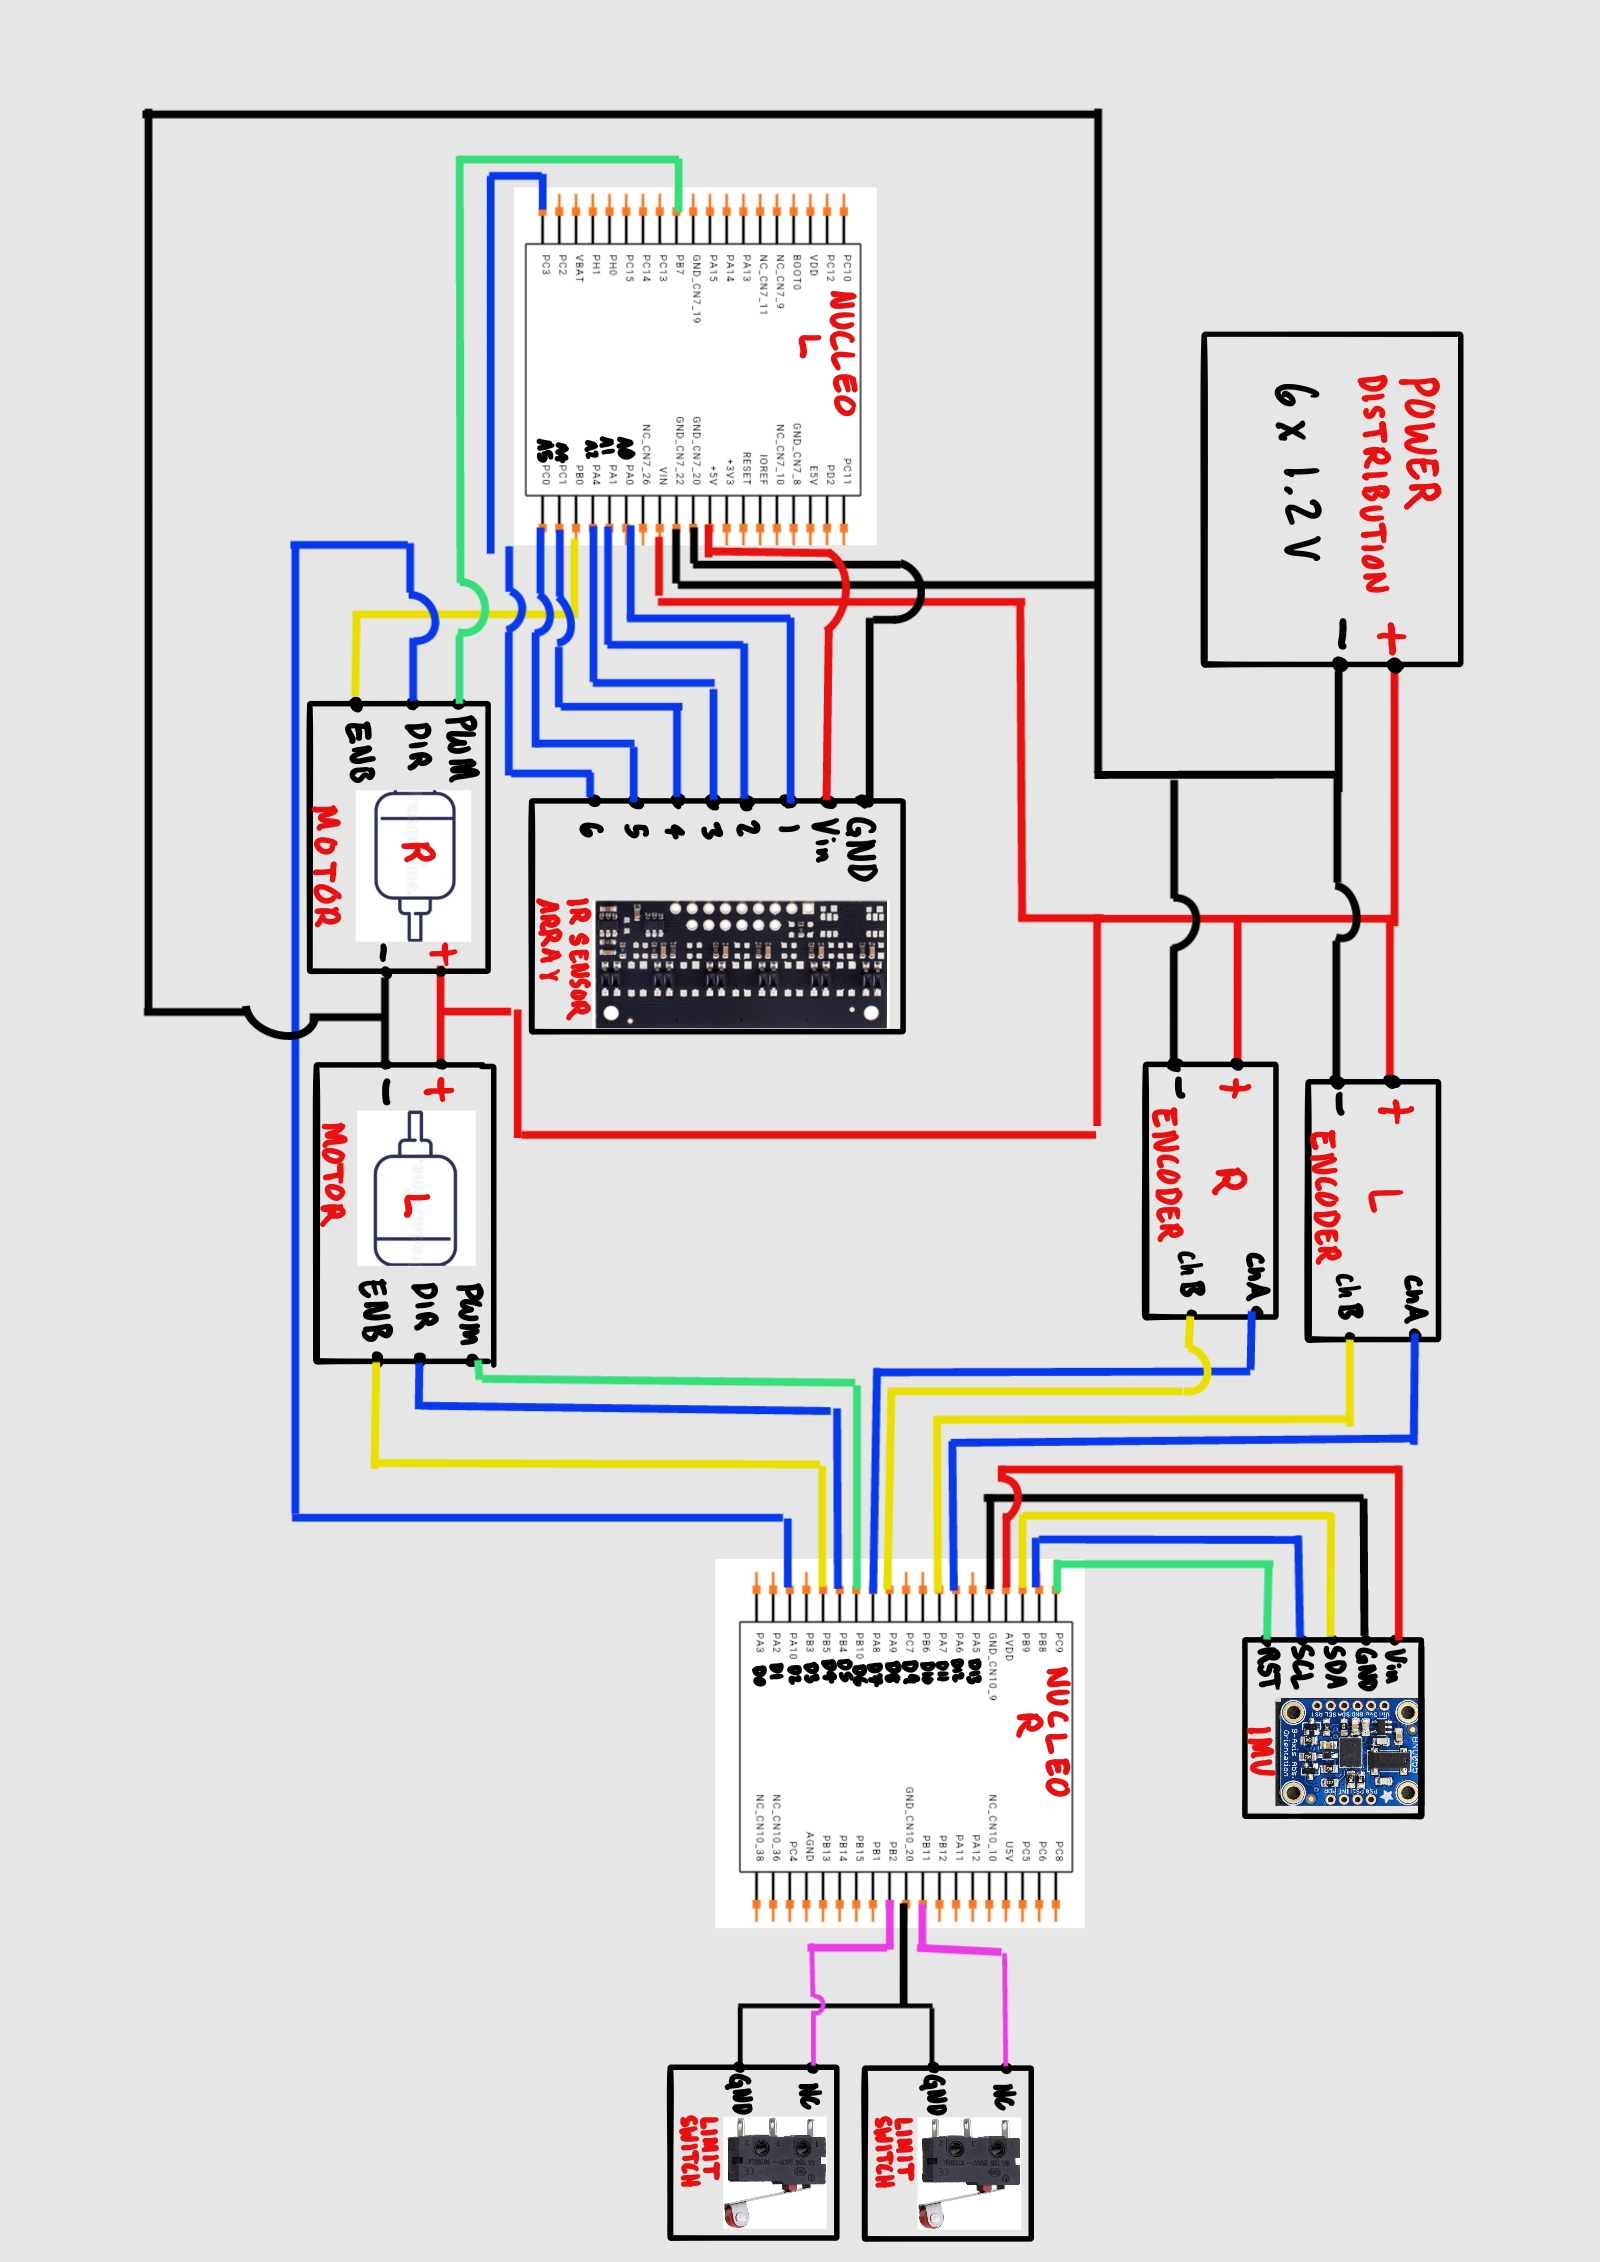 POWER
DISTRIBUTION
+
−
6 x 1.2 V
+
−
L
ENCODER
chA
chB
+
−
R
ENCODER
chA
chB
Vin
GND
SDA
SCL
RST
BNO055
9-Axis Abs.
Orientation
IMU
NUCLEO
R
PC9
PB8
PB9
AVDD
GND_CN10_9
PA5 D13
PA6 D12
PA7 D11
PB6 D10
PC7 D9
PA9 D8
PA8 D7
PB10 D6
PB4 D5
PB5 D4
PB3 D3
PA10 D2
PA2 D1
PA3 D0
PC8
PC6
PC5
U5V
NC_CN10_10
PA12
PA11
PB12
PB11
GND_CN10_20
PB2
PB1
PB15
PB14
PB13
AGND
PC4
NC_CN10_36
NC_CN10_38
NC
GND
LIMIT
SWITCH
NC
GND
LIMIT
SWITCH
NUCLEO
L
PC10
PC12
VDD
BOOT0
NC_CN7_9
NC_CN7_11
PA13
PA14
PA15
GND_CN7_19
PB7
PC13
PC14
PC15
PH0
PH1
VBAT
PC2
PC3
PC11
PD2
E5V
GND_CN7_8
NC_CN7_10
IOREF
RESET
+3V3
+5V
GND_CN7_20
GND_CN7_22
VIN
NC_CN7_26
A0 PA0
A1 PA1
A2 PA4
PB0
A4 PC1
A5 PC0
GND
Vin
1
2
3
4
5
6
IR SENSOR
ARRAY
PWM
DIR
ENB
R
+
−
MOTOR
+
−
L
PWM
DIR
ENB
MOTOR